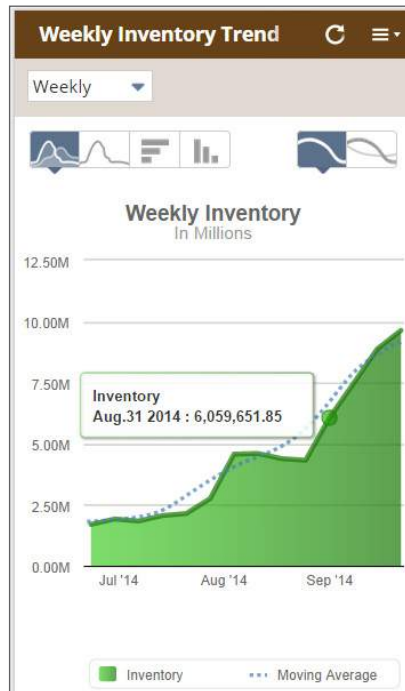 Weekly Inventory Trend
Weekly
Weekly Inventory
In Millions
12.50M
10.00M
7.50M
Inventory
Aug.31 2014 : 6,059,651.85
5.00M
2.50M
0.00M
Jul '14 Aug '14 Sep '14
Inventory Moving Average